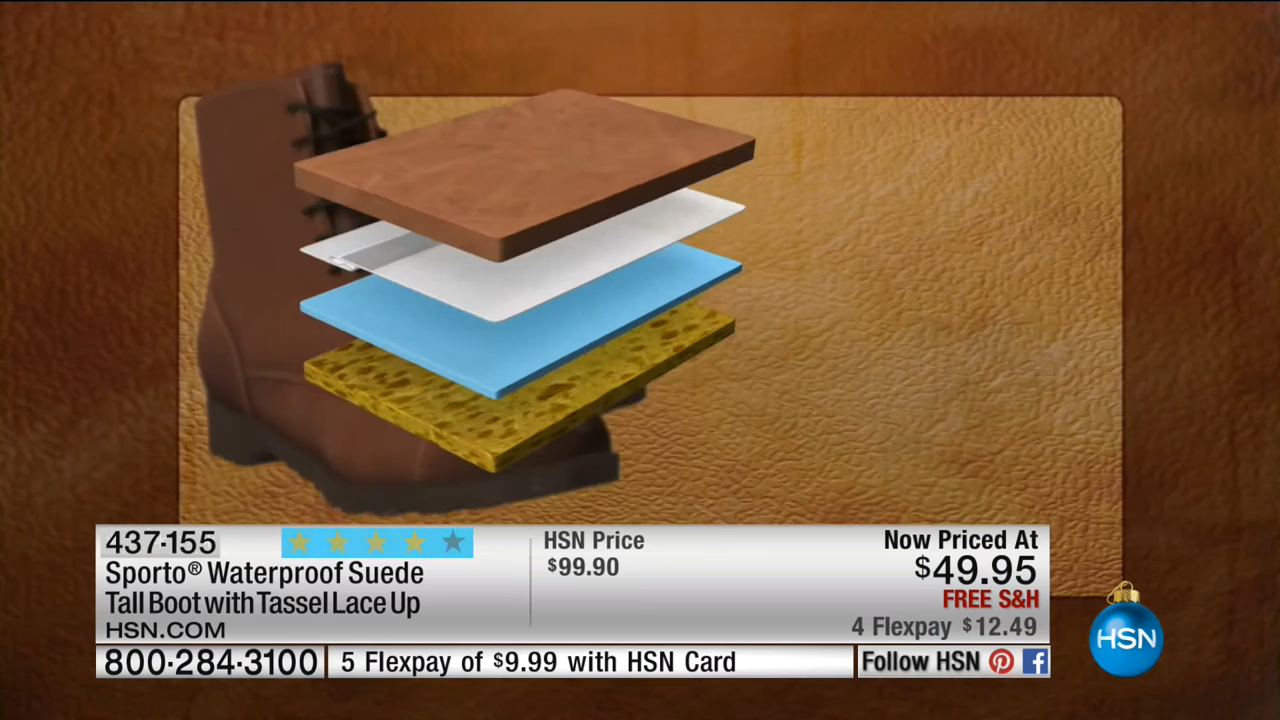 437-155
Sporto® Waterproof Suede
Tall Boot with Tassel Lace Up
HSN.COM
HSN Price
$99.90
Now Priced At
$49.95
FREE S&H
4 Flexpay $12.49
800-284-3100
5 Flexpay of $9.99 with HSN Card
Follow HSN
HSN